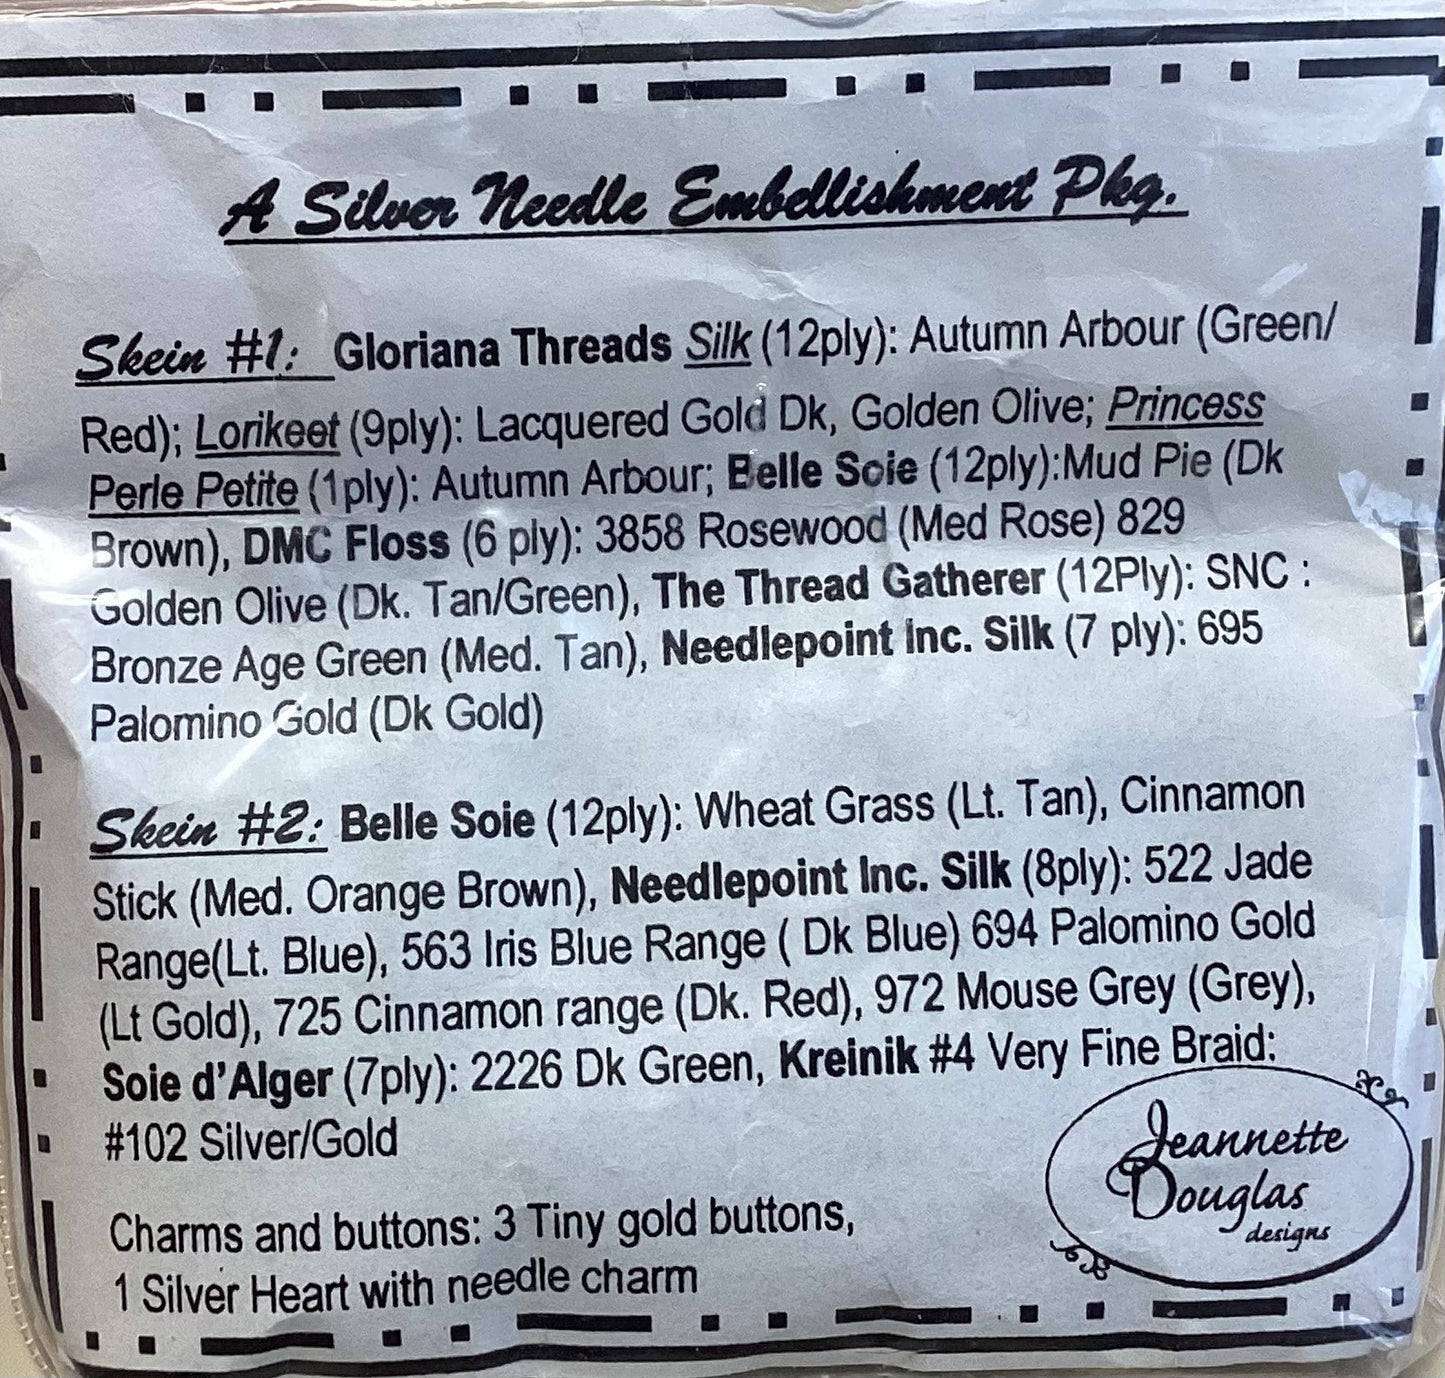 A Silver Needle Embellishment Pkg.
Skein #1: Gloriana Threads Silk (12ply): Autumn Arbour (Green/
Red); Lorikeet (9ply): Lacquered Gold Dk, Golden Olive; Princess
Perle Petite (1ply): Autumn Arbour; Belle Soie (12ply):Mud Pie (Dk
Brown), DMC Floss (6 ply): 3858 Rosewood (Med Rose) 829
Golden Olive (Dk. Tan/Green), The Thread Gatherer (12Ply): SNC :
Bronze Age Green (Med. Tan), Needlepoint Inc. Silk (7 ply): 695
Palomino Gold (Dk Gold)
Skein #2: Belle Soie (12ply): Wheat Grass (Lt. Tan), Cinnamon
Stick (Med. Orange Brown), Needlepoint Inc. Silk (8ply): 522 Jade
Range(Lt. Blue), 563 Iris Blue Range ( Dk Blue) 694 Palomino Gold
(Lt Gold), 725 Cinnamon range (Dk. Red), 972 Mouse Grey (Grey),
Soie d'Alger (7ply): 2226 Dk Green, Kreinik #4 Very Fine Braid:
#102 Silver/Gold
Charms and buttons: 3 Tiny gold buttons,
1 Silver Heart with needle charm
Jeannette
Douglas
designs